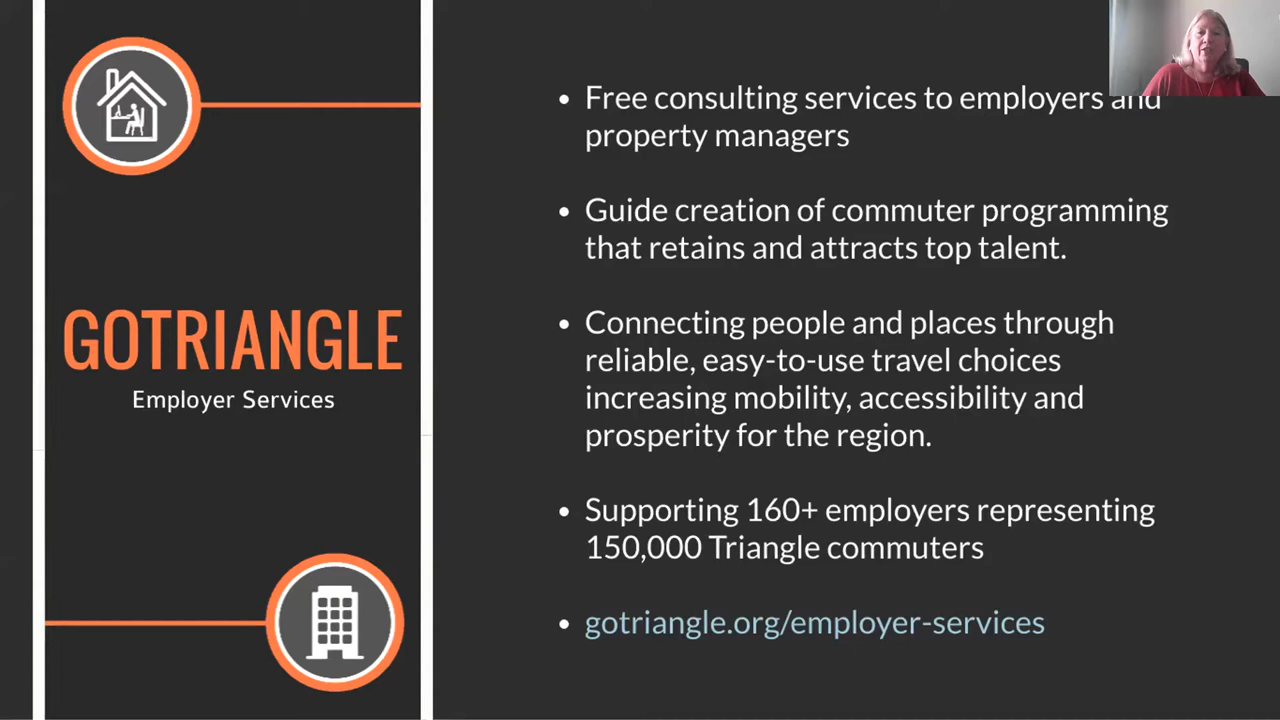 GOTRIANGLE
Employer Services
• Free consulting services to employers and
property managers
• Guide creation of commuter programming
that retains and attracts top talent.
• Connecting people and places through
reliable, easy-to-use travel choices
increasing mobility, accessibility and
prosperity for the region.
• Supporting 160+ employers representing
150,000 Triangle commuters
• gotriangle.org/employer-services